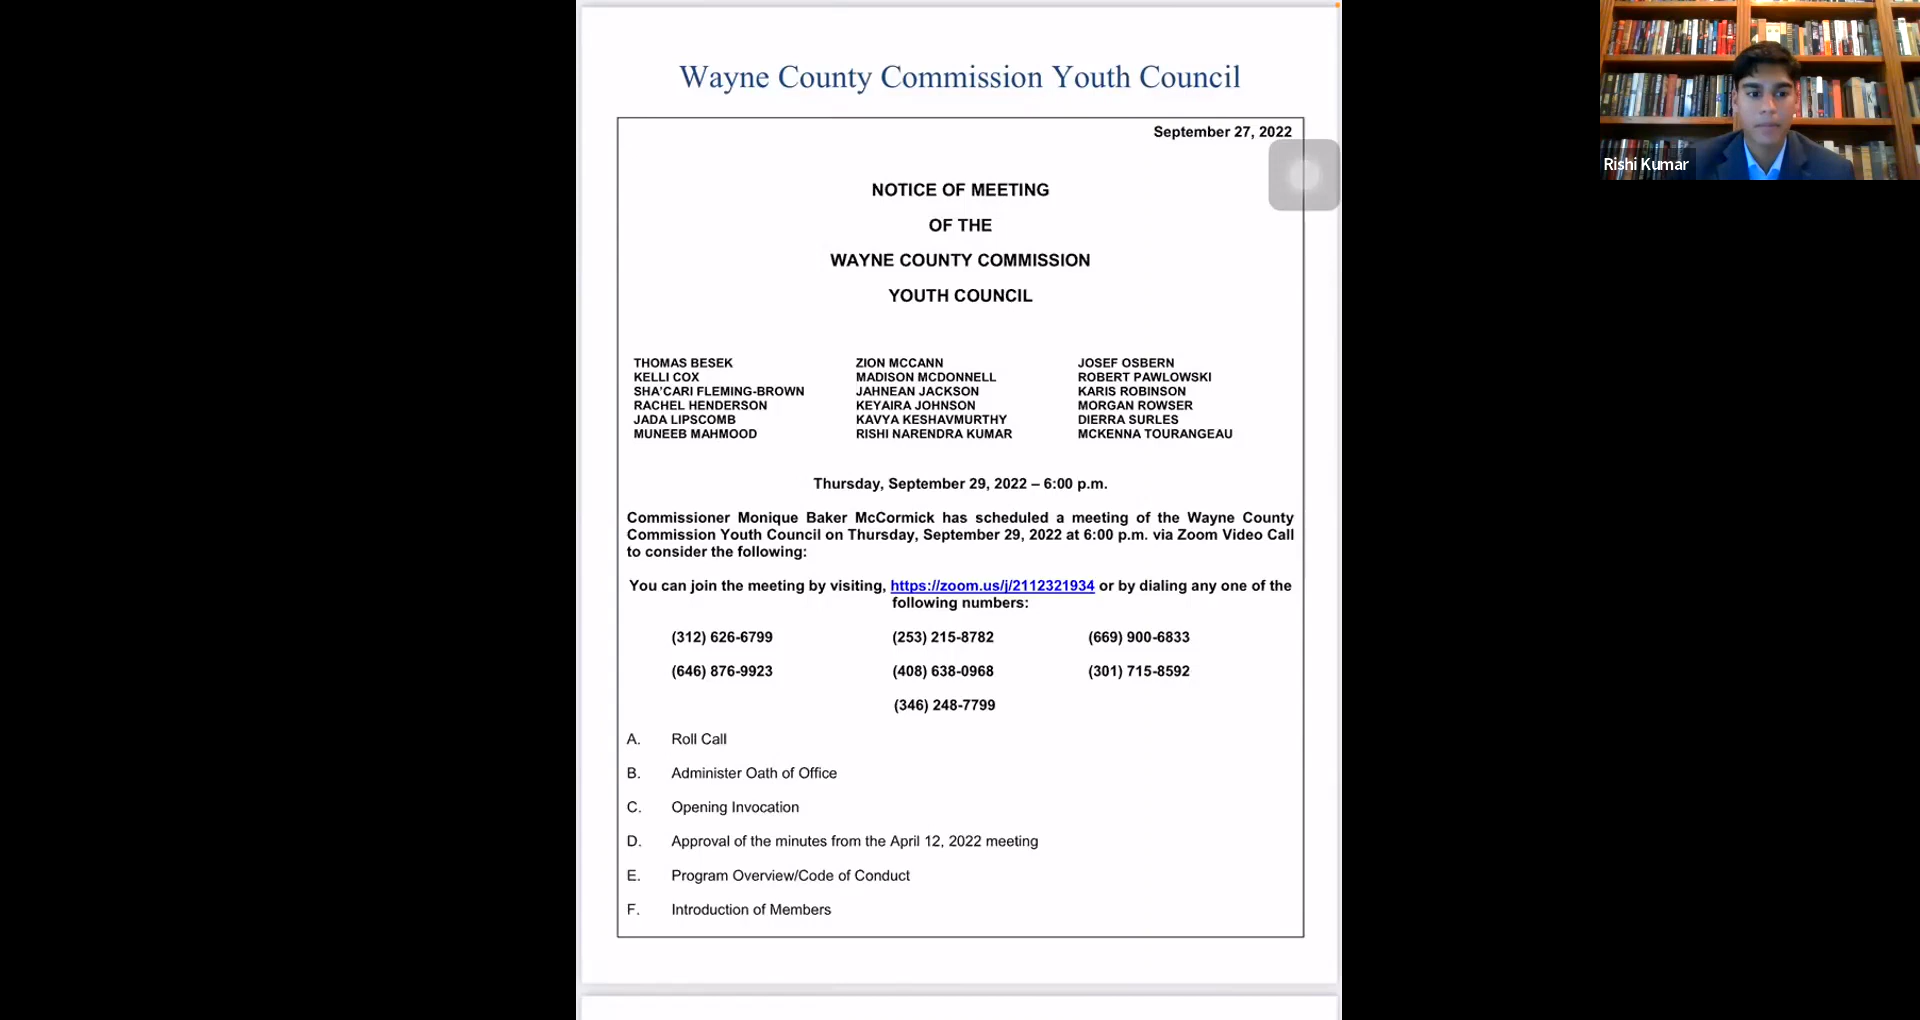 Wayne County Commission Youth Council
September 27, 2022
NOTICE OF MEETING
OF THE
WAYNE COUNTY COMMISSION
YOUTH COUNCIL
THOMAS BESEK
KELLI COX
SHA'CARI FLEMING-BROWN
RACHEL HENDERSON
JADA LIPSCOMB
MUNEEB MAHMOOD
ZION MCCANN
MADISON MCDONNELL
JAHNEAN JACKSON
KEYAIRA JOHNSON
KAVYA KESHAVMURTHY
RISHI NARENDRA KUMAR
JOSEF OSBERN
ROBERT PAWLOWSKI
KARIS ROBINSON
MORGAN ROWSER
DIERRA SURLES
MCKENNA TOURANGEAU
Thursday, September 29, 2022 – 6:00 p.m.
Commissioner Monique Baker McCormick has scheduled a meeting of the Wayne County
Commission Youth Council on Thursday, September 29, 2022 at 6:00 p.m. via Zoom Video Call
to consider the following:
You can join the meeting by visiting, https://zoom.us/j/2112321934 or by dialing any one of the
following numbers:
(312) 626-6799 (253) 215-8782 (669) 900-6833
(646) 876-9923 (408) 638-0968 (301) 715-8592
(346) 248-7799
A. Roll Call
B. Administer Oath of Office
C. Opening Invocation
D. Approval of the minutes from the April 12, 2022 meeting
E. Program Overview/Code of Conduct
F. Introduction of Members
Rishi Kumar